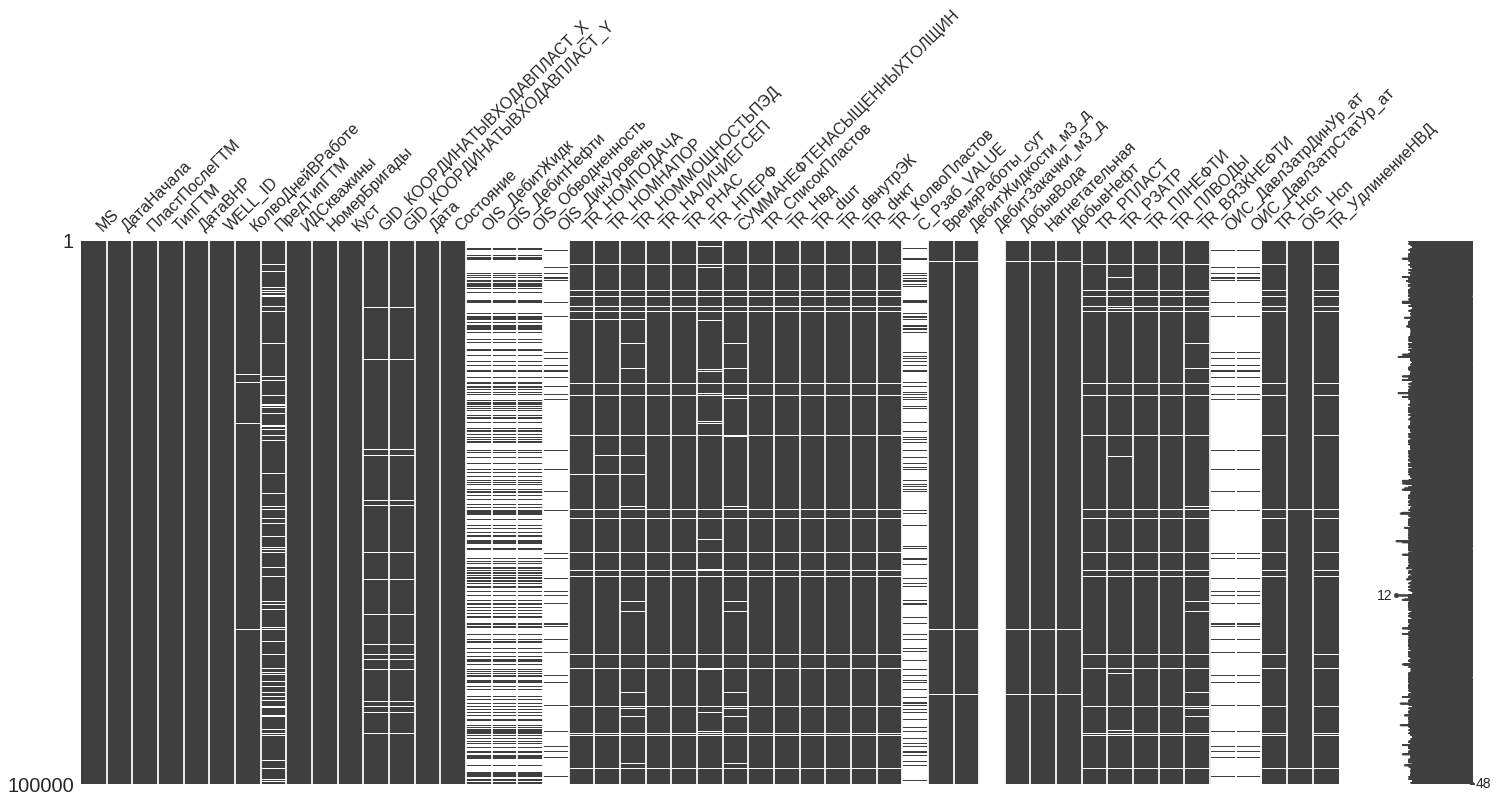 MS
ДатаНачала
ПластПослеГТМ
ТипГТМ
ДатаВНР
WELL_ID
КолвоДнейВРаботе
ПредТипГТМ
ИДСкважины
НомерБригады
Куст
GID_КООРДИНАТЫВХОДАВПЛАСТ_X
GID_КООРДИНАТЫВХОДАВПЛАСТ_Y
Дата
Состояние
OIS_ДебитЖидк
OIS_ДебитНефти
OIS_Обводненность
OIS_ДинУровень
TR_НОМПОДАЧА
TR_НОМНАПОР
TR_НОММОЩНОСТЬПЭД
TR_НАЛИЧИЕГСЕП
TR_PНАС
TR_НПЕРФ
СУММАНЕФТЕНАСЫЩЕННЫХТОЛЩИН
TR_СписокПластов
TR_Нвд
TR_dшт
TR_dвнутрЭК
TR_dнкт
TR_КолвоПластов
C_Рзаб_VALUE
ВремяРаботы_сут
ДебитЖидкости_м3_д
ДебитЗакачки_м3_д
ДобывВода
Нагнетательная
ДобывНефт
TR_РПЛАСТ
TR_РЗАТР
TR_ПЛНЕФТИ
TR_ПЛВОДЫ
TR_ВЯЗКНЕФТИ
ОИС_ДавлЗатрДинУр_ат
ОИС_ДавлЗатрСтатУр_ат
TR_Нсп
OIS_Нсп
TR_УдлинениеНВД
1
12
100000
48